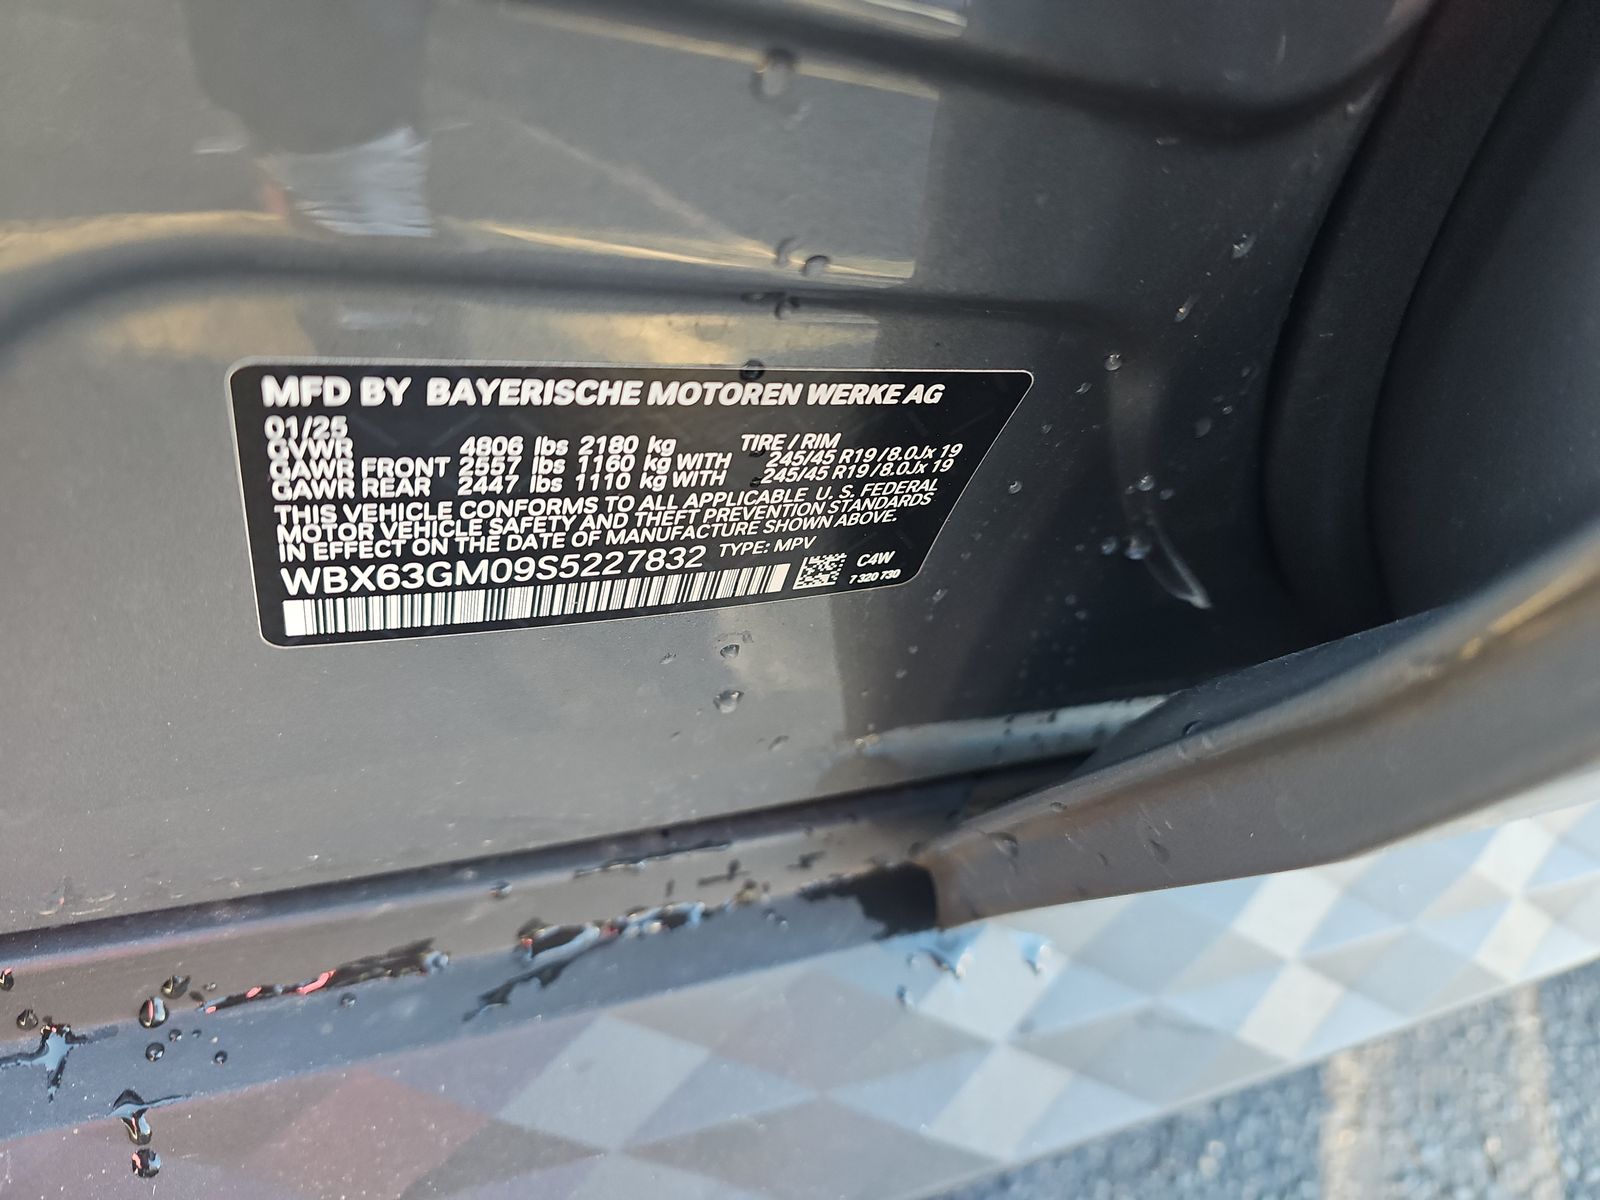 MFD BY BAYERISCHE MOTOREN WERKE AG
01/25
GVWR 4806 lbs 2180 kg TIRE / RIM
GAWR FRONT 2557 lbs 1160 kg WITH 245/45 R19 / 8.0Jx 19
GAWR REAR 2447 lbs 1110 kg WITH 245/45 R19 / 8.0Jx 19
THIS VEHICLE CONFORMS TO ALL APPLICABLE U. S. FEDERAL
MOTOR VEHICLE SAFETY AND THEFT PREVENTION STANDARDS
IN EFFECT ON THE DATE OF MANUFACTURE SHOWN ABOVE.
WBX63GM09S5227832 TYPE: MPV
C4W
7 320 730